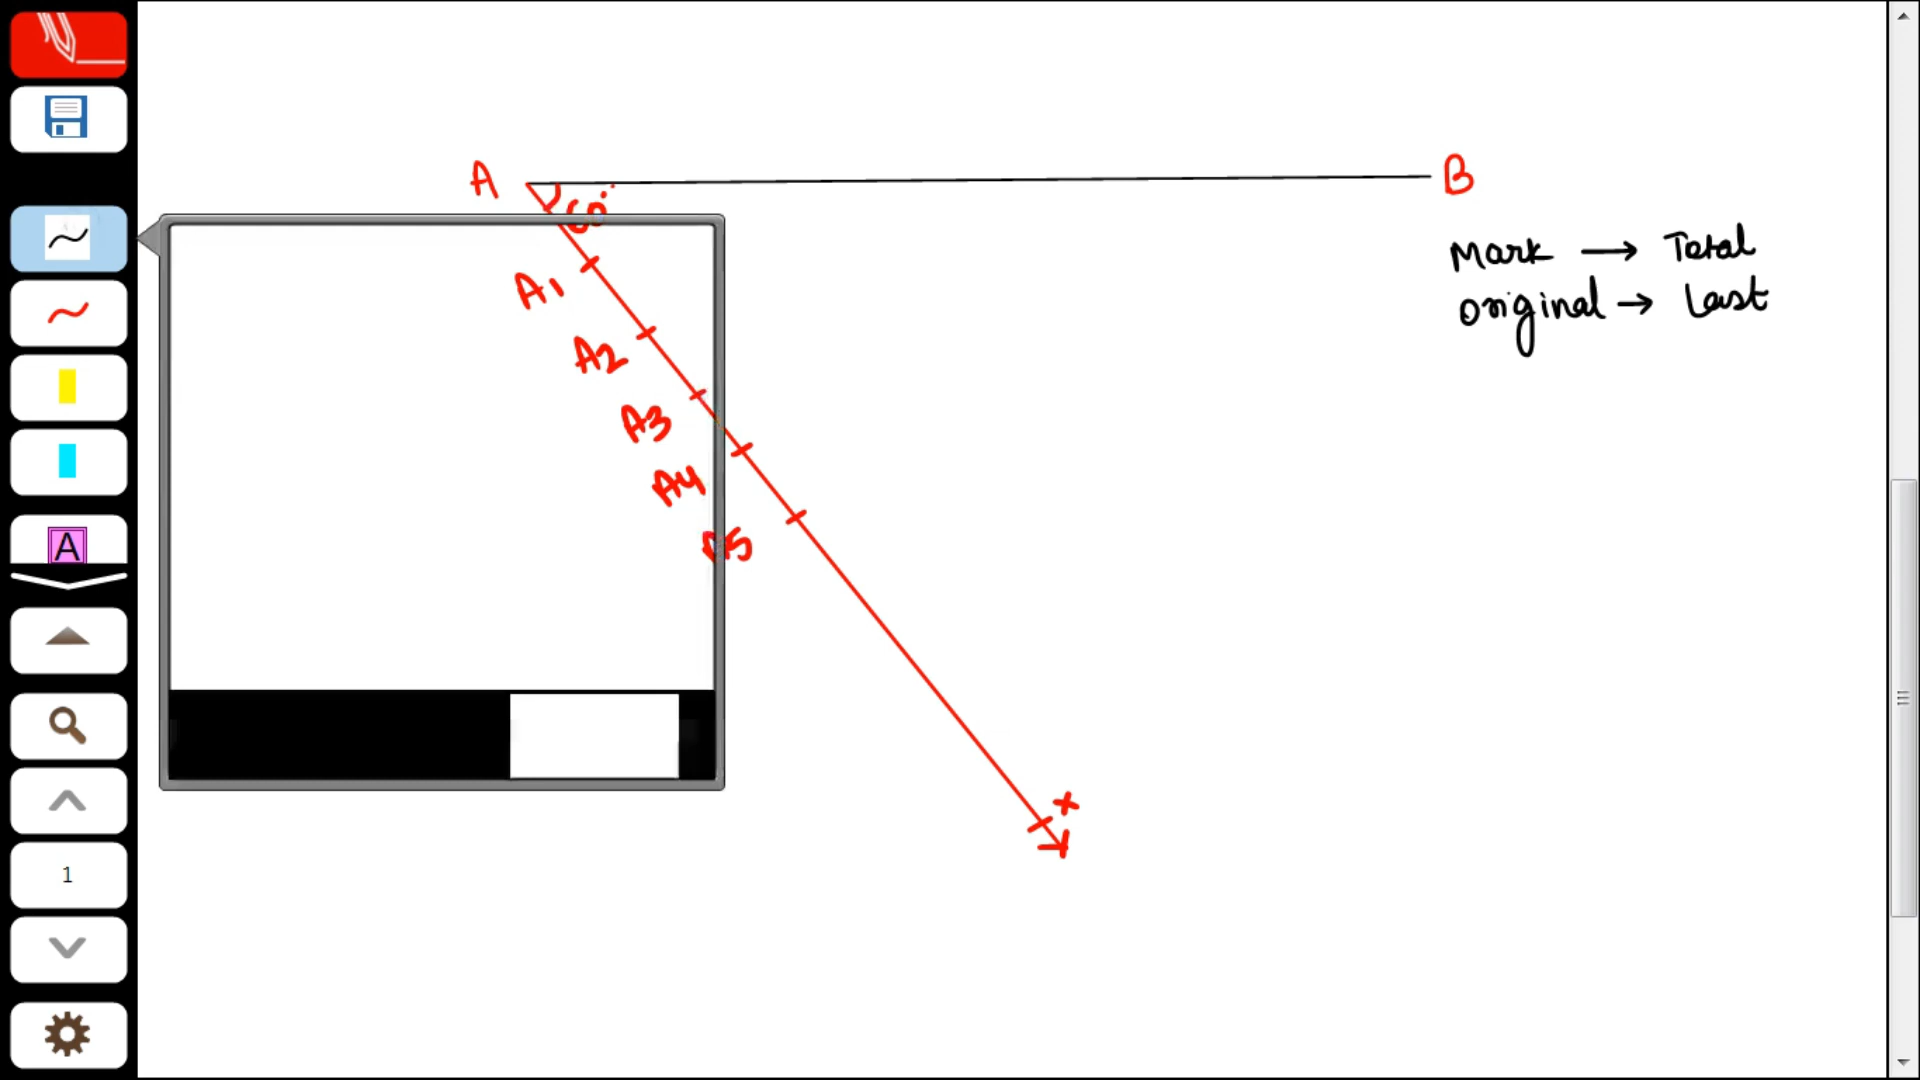 A
B
60°
Mark → Total
original → Last
A1
A2
A3
A4
A5
x
A
1